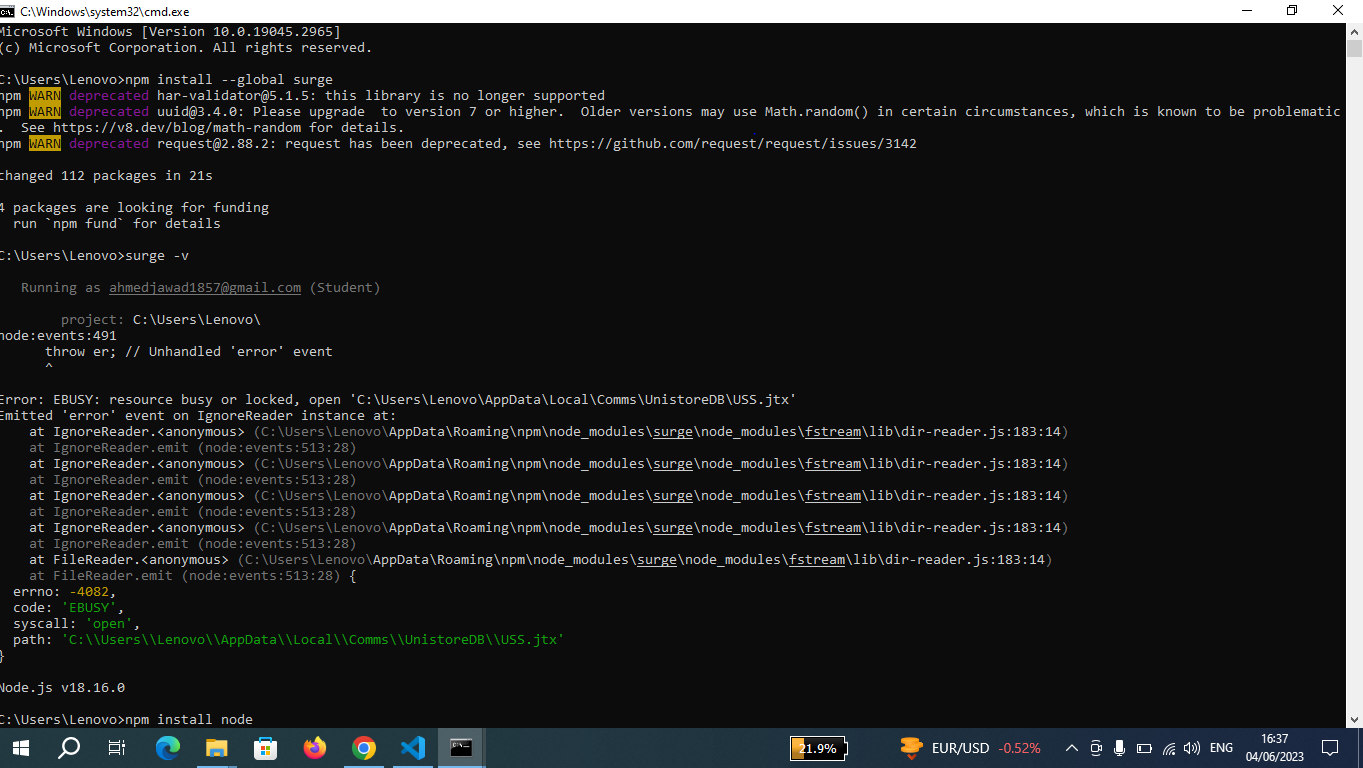 C:\Windows\system32\cmd.exe
Microsoft Windows [Version 10.0.19045.2965]
(c) Microsoft Corporation. All rights reserved.
C:\Users\Lenovo>npm install --global surge
npm WARN deprecated har-validator@5.1.5: this library is no longer supported
npm WARN deprecated uuid@3.4.0: Please upgrade  to version 7 or higher.  Older versions may use Math.random() in certain circumstances, which is known to be problematic
.  See https://v8.dev/blog/math-random for details.
npm WARN deprecated request@2.88.2: request has been deprecated, see https://github.com/request/request/issues/3142
changed 112 packages in 21s
4 packages are looking for funding
  run `npm fund` for details
C:\Users\Lenovo>surge -v
   Running as ahmedjawad1857@gmail.com (Student)
        project: C:\Users\Lenovo\
node:events:491
      throw er; // Unhandled 'error' event
      ^
Error: EBUSY: resource busy or locked, open 'C:\Users\Lenovo\AppData\Local\Comms\UnistoreDB\USS.jtx'
Emitted 'error' event on IgnoreReader instance at:
    at IgnoreReader.<anonymous> (C:\Users\Lenovo\AppData\Roaming\npm\node_modules\surge\node_modules\fstream\lib\dir-reader.js:183:14)
    at IgnoreReader.emit (node:events:513:28)
    at IgnoreReader.<anonymous> (C:\Users\Lenovo\AppData\Roaming\npm\node_modules\surge\node_modules\fstream\lib\dir-reader.js:183:14)
    at IgnoreReader.emit (node:events:513:28)
    at IgnoreReader.<anonymous> (C:\Users\Lenovo\AppData\Roaming\npm\node_modules\surge\node_modules\fstream\lib\dir-reader.js:183:14)
    at IgnoreReader.emit (node:events:513:28)
    at IgnoreReader.<anonymous> (C:\Users\Lenovo\AppData\Roaming\npm\node_modules\surge\node_modules\fstream\lib\dir-reader.js:183:14)
    at IgnoreReader.emit (node:events:513:28)
    at FileReader.<anonymous> (C:\Users\Lenovo\AppData\Roaming\npm\node_modules\surge\node_modules\fstream\lib\dir-reader.js:183:14)
    at FileReader.emit (node:events:513:28) {
  errno: -4082,
  code: 'EBUSY',
  syscall: 'open',
  path: 'C:\\Users\\Lenovo\\AppData\\Local\\Comms\\UnistoreDB\\USS.jtx'
}
Node.js v18.16.0
C:\Users\Lenovo>npm install node
21.9%
EUR/USD -0.52%
ENG
16:37
04/06/2023